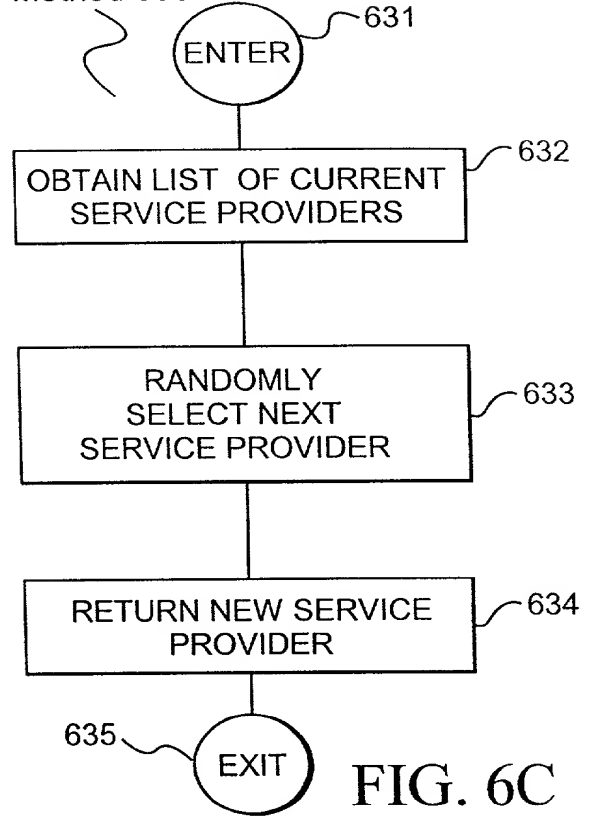 631
ENTER
632
OBTAIN LIST OF CURRENT
SERVICE PROVIDERS
RANDOMLY
SELECT NEXT
SERVICE PROVIDER
633
RETURN NEW SERVICE
PROVIDER
634
635
EXIT
FIG. 6C